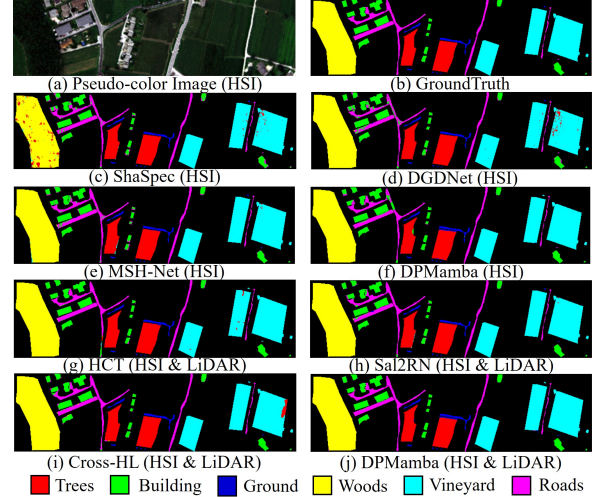 (a) Pseudo-color Image (HSI) (b) GroundTruth
(c) ShaSpec (HSI) (d) DGDNet (HSI)
(e) MSH-Net (HSI) (f) DPMamba (HSI)
(g) HCT (HSI & LiDAR) (h) Sal2RN (HSI & LiDAR)
(i) Cross-HL (HSI & LiDAR) (j) DPMamba (HSI & LiDAR)
Trees Building Ground Woods Vineyard Roads